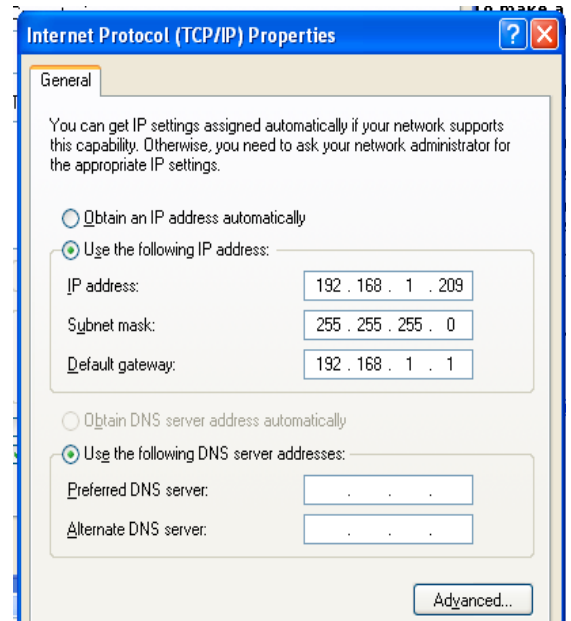 To make a
Internet Protocol (TCP/IP) Properties
General
You can get IP settings assigned automatically if your network supports
this capability. Otherwise, you need to ask your network administrator for
the appropriate IP settings.
Obtain an IP address automatically
Use the following IP address:
IP address: 192 . 168 . 1 . 209
Subnet mask: 255 . 255 . 255 . 0
Default gateway: 192 . 168 . 1 . 1
Obtain DNS server address automatically
Use the following DNS server addresses:
Preferred DNS server: . . .
Alternate DNS server: . . .
Advanced...